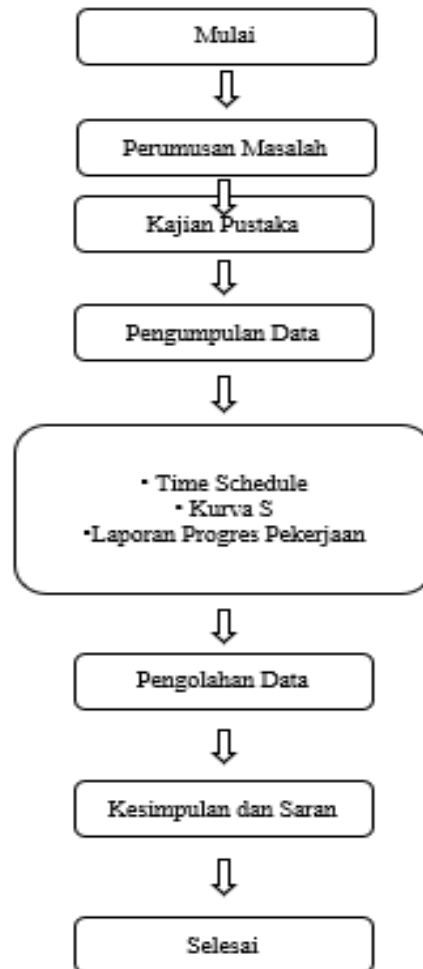 Mulai
Perumusan Masalah
Kajian Pustaka
Pengumpulan Data
• Time Schedule
• Kurva S
•Laporan Progres Pekerjaan
Pengolahan Data
Kesimpulan dan Saran
Selesai